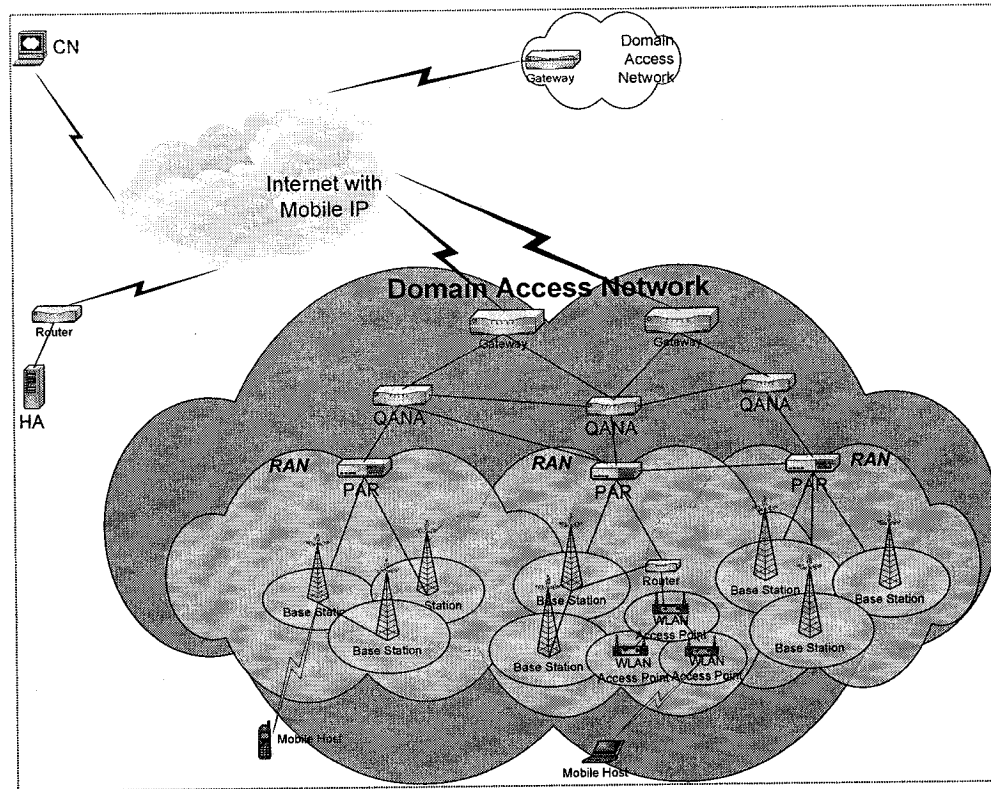 CN
Domain
Access
Network
Gateway
Internet with
Mobile IP
Domain Access Network
Router
Gateway
Gateway
HA
QANA
QANA
QANA
RAN
PAR
RAN
PAR
RAN
PAR
Router
Base Station
Station
Base Station
Base Station
Base Station
Base Station
WLAN
Access Point
Base Station
Base Station
WLAN
Access Point
WLAN
Access Point
Mobile Host
Mobile Host